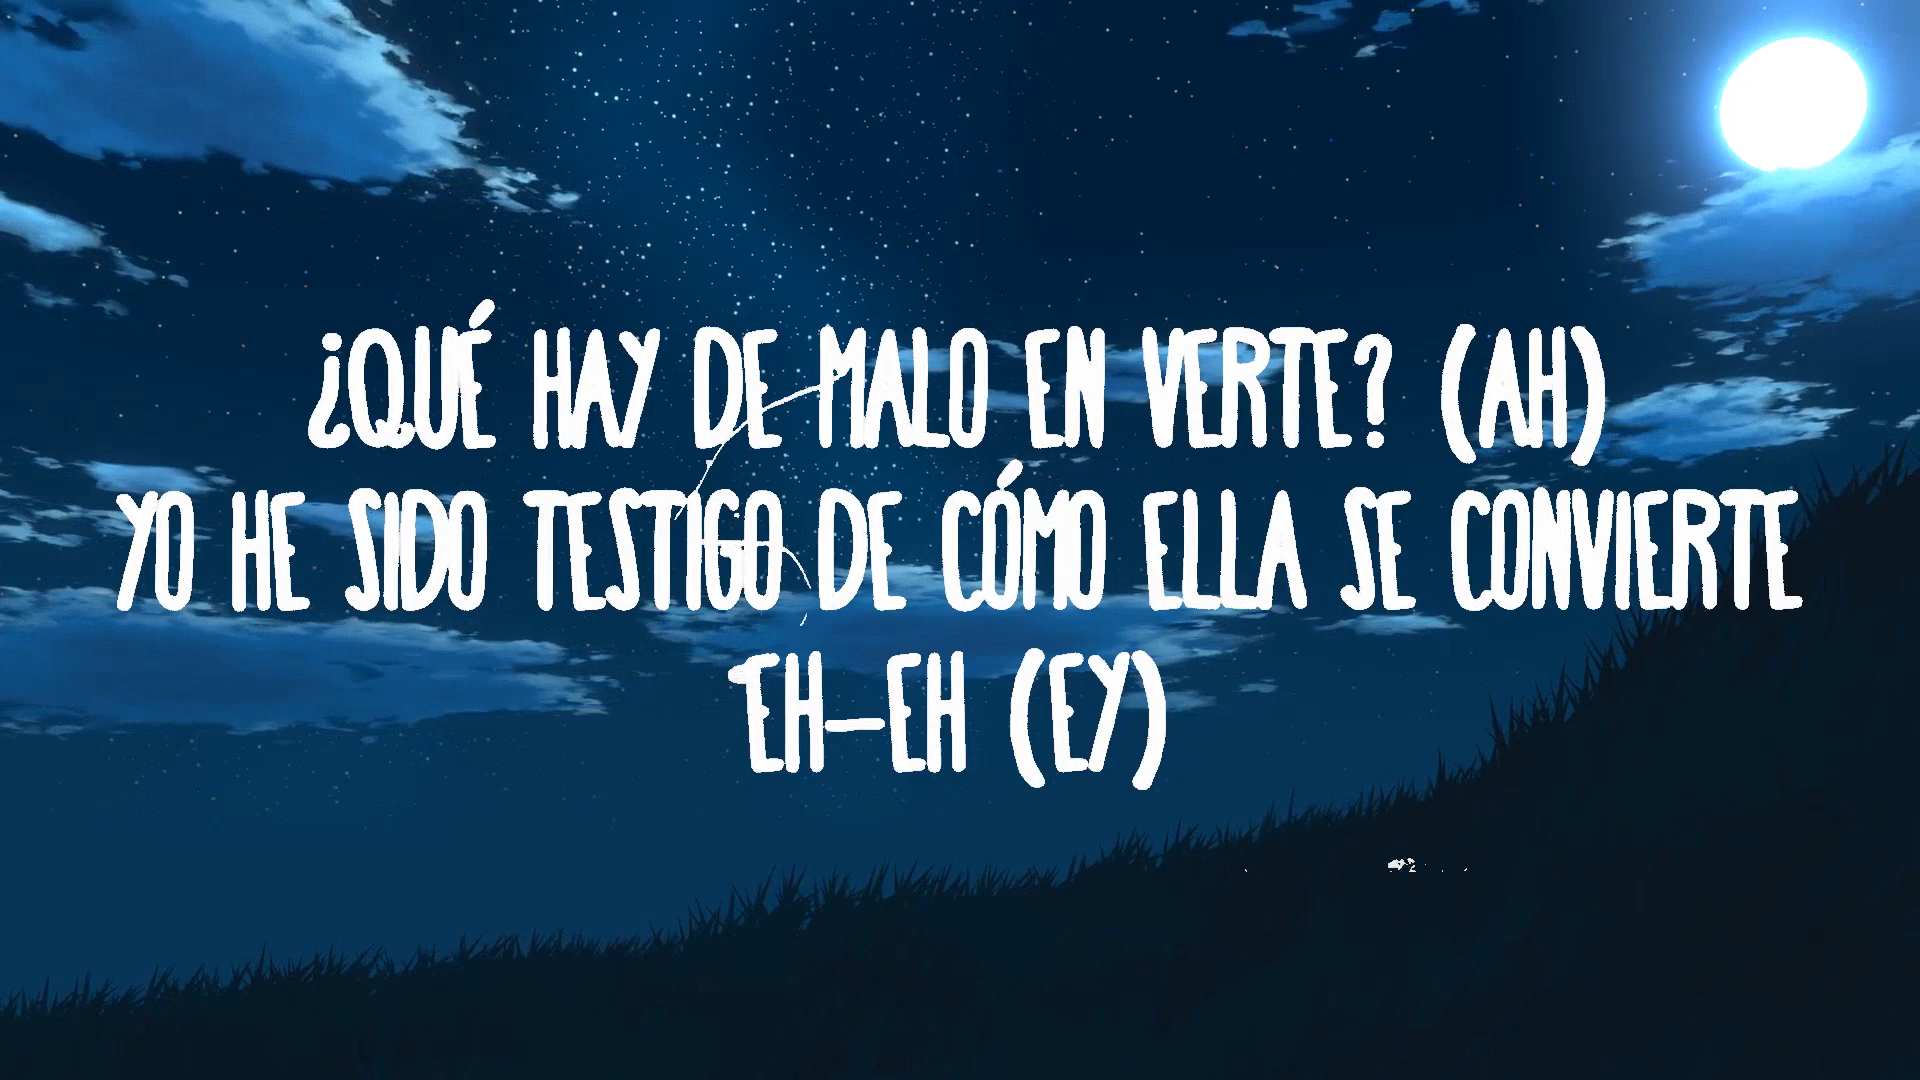 ¿QUÉ HAY DE MALO EN VERTE? (AH)
YO HE SIDO TESTIGO DE CÓMO ELLA SE CONVIERTE
EH-EH (EY)